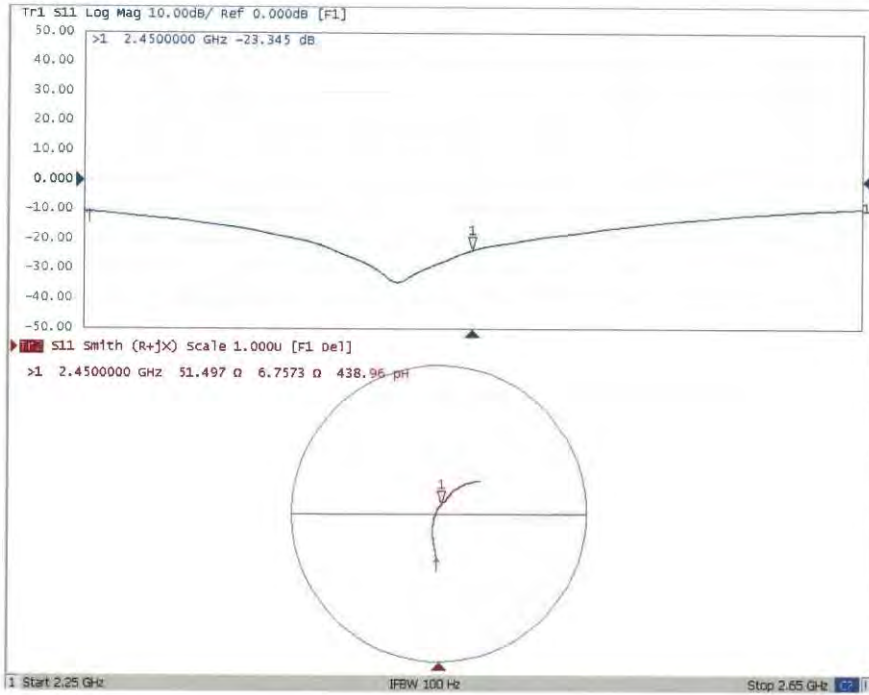 Tr1 S11 Log Mag 10.00dB/ Ref 0.000dB [F1]
50.00
>1 2.4500000 GHz -23.345 dB
40.00
30.00
20.00
10.00
0.000
-10.00
1
-20.00
1
-30.00
-40.00
-50.00
Tr2 S11 Smith (R+jX) Scale 1.000U [F1 Del]
>1 2.4500000 GHz 51.497 Ω 6.7573 Ω 438.96 pH
1
1 Start 2.25 GHz IFBW 100 Hz Stop 2.65 GHz C?